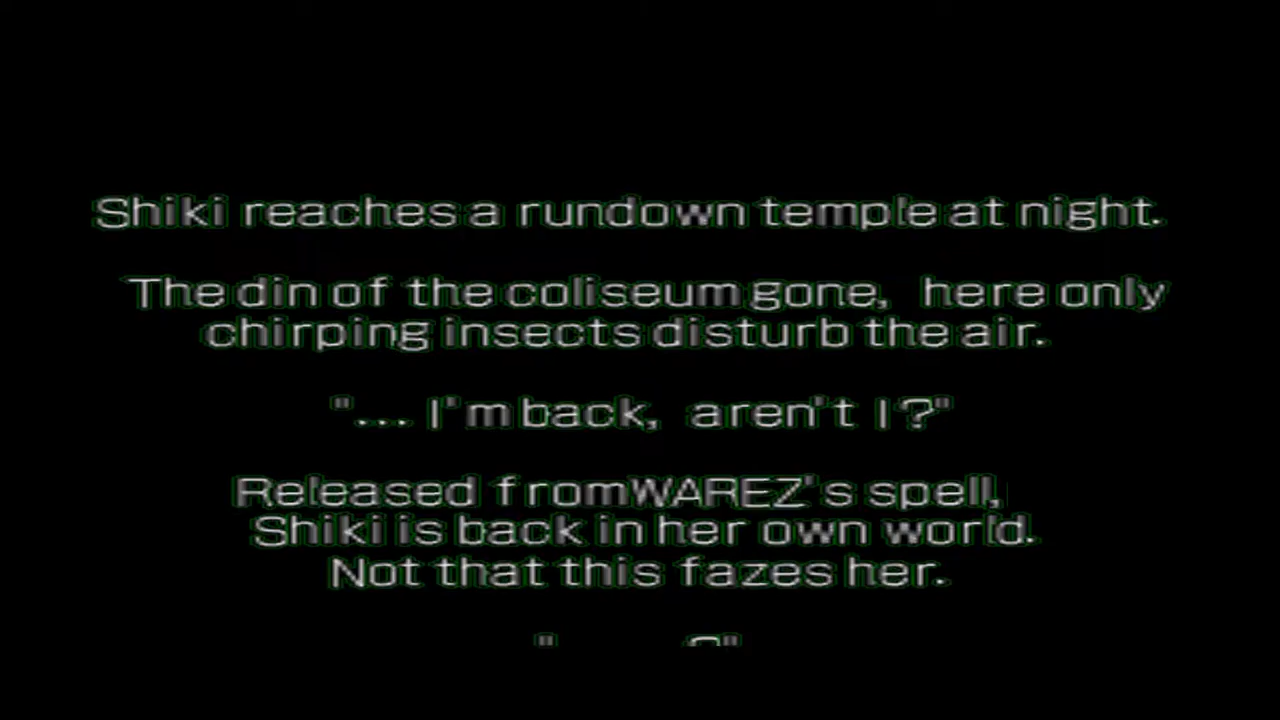 Shiki reaches a rundown temple at night.
The din of the coliseum gone, here only
chirping insects disturb the air.
"... I'm back, aren't I?"
Released from WAREZ's spell,
Shiki is back in her own world.
Not that this fazes her.